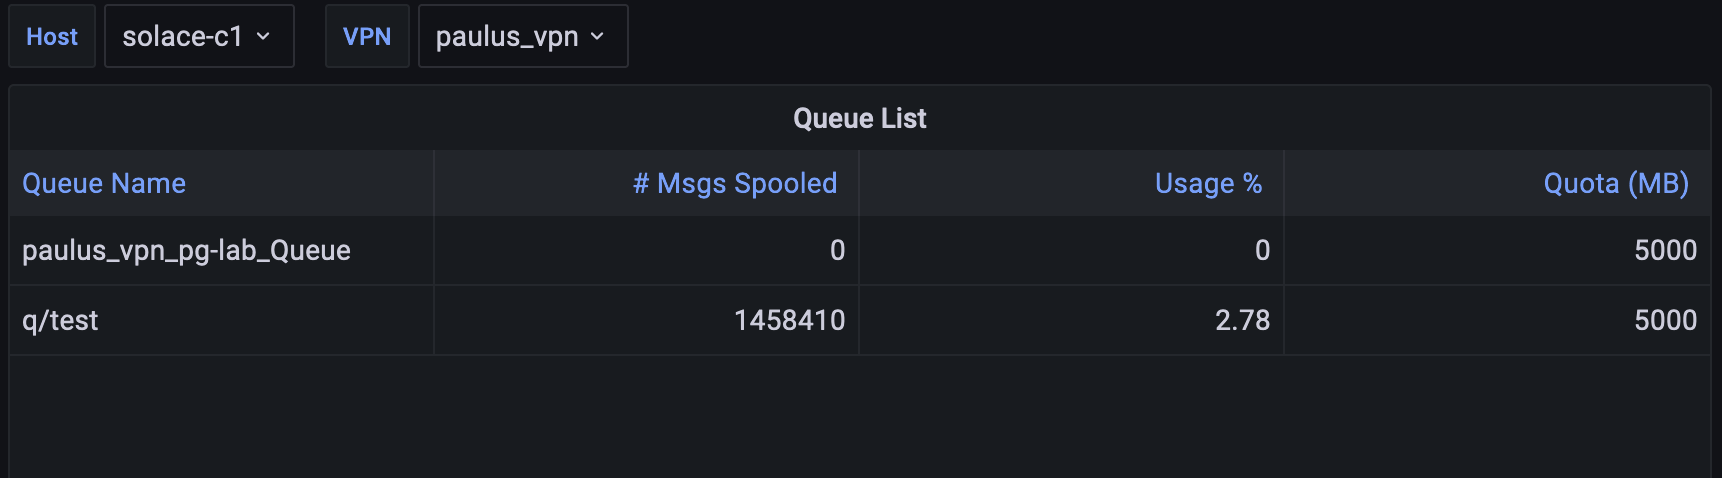 Host solace-c1 VPN paulus_vpn
Queue List
Queue Name # Msgs Spooled Usage % Quota (MB)
paulus_vpn_pg-lab_Queue 0 0 5000
q/test 1458410 2.78 5000